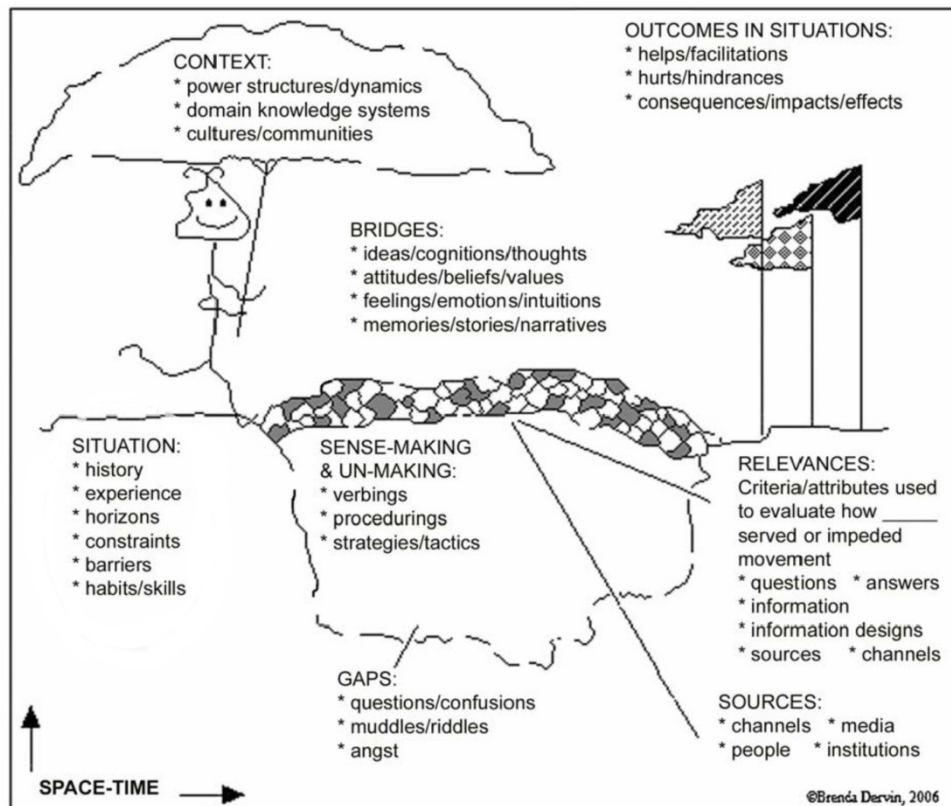 CONTEXT:
* power structures/dynamics
* domain knowledge systems
* cultures/communities
OUTCOMES IN SITUATIONS:
* helps/facilitations
* hurts/hindrances
* consequences/impacts/effects
BRIDGES:
* ideas/cognitions/thoughts
* attitudes/beliefs/values
* feelings/emotions/intuitions
* memories/stories/narratives
SITUATION:
* history
* experience
* horizons
* constraints
* barriers
* habits/skills
SENSE-MAKING
& UN-MAKING:
* verbings
* procedurings
* strategies/tactics
RELEVANCES:
Criteria/attributes used
to evaluate how _____
served or impeded
movement
* questions * answers
* information
* information designs
* sources * channels
GAPS:
* questions/confusions
* muddles/riddles
* angst
SOURCES:
* channels * media
* people * institutions
SPACE-TIME
©Brenda Dervin, 2006